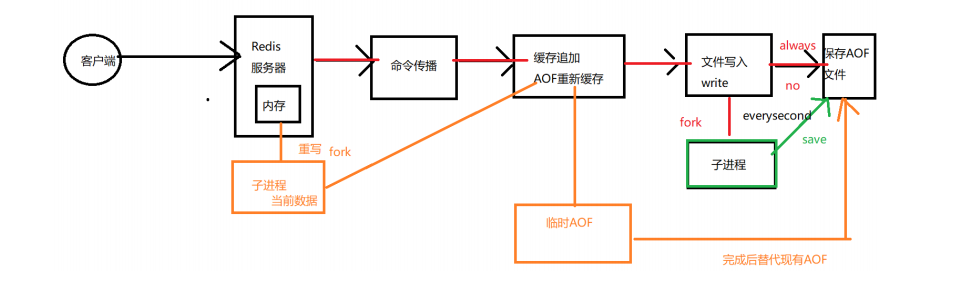 客户端
Redis
服务器
内存
命令传播
缓存追加
AOF重新缓存
文件写入
write
always
no
保存AOF
文件
fork
everysecond
save
子进程
重写
fork
子进程
当前数据
临时AOF
完成后替代现有AOF